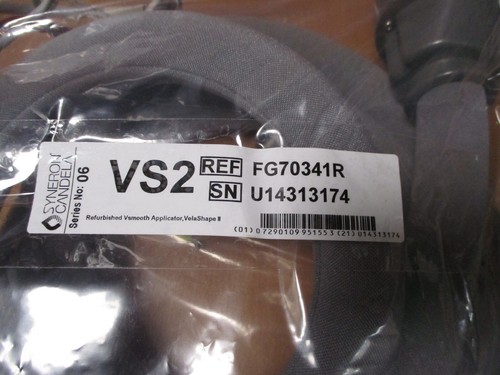 SYNERON
CANDELA
Series No: 06
VS2
REF FG70341R
SN U14313174
Refurbished Vsmooth Applicator,VelaShape II
(01) 07290109951553 (21) U14313174